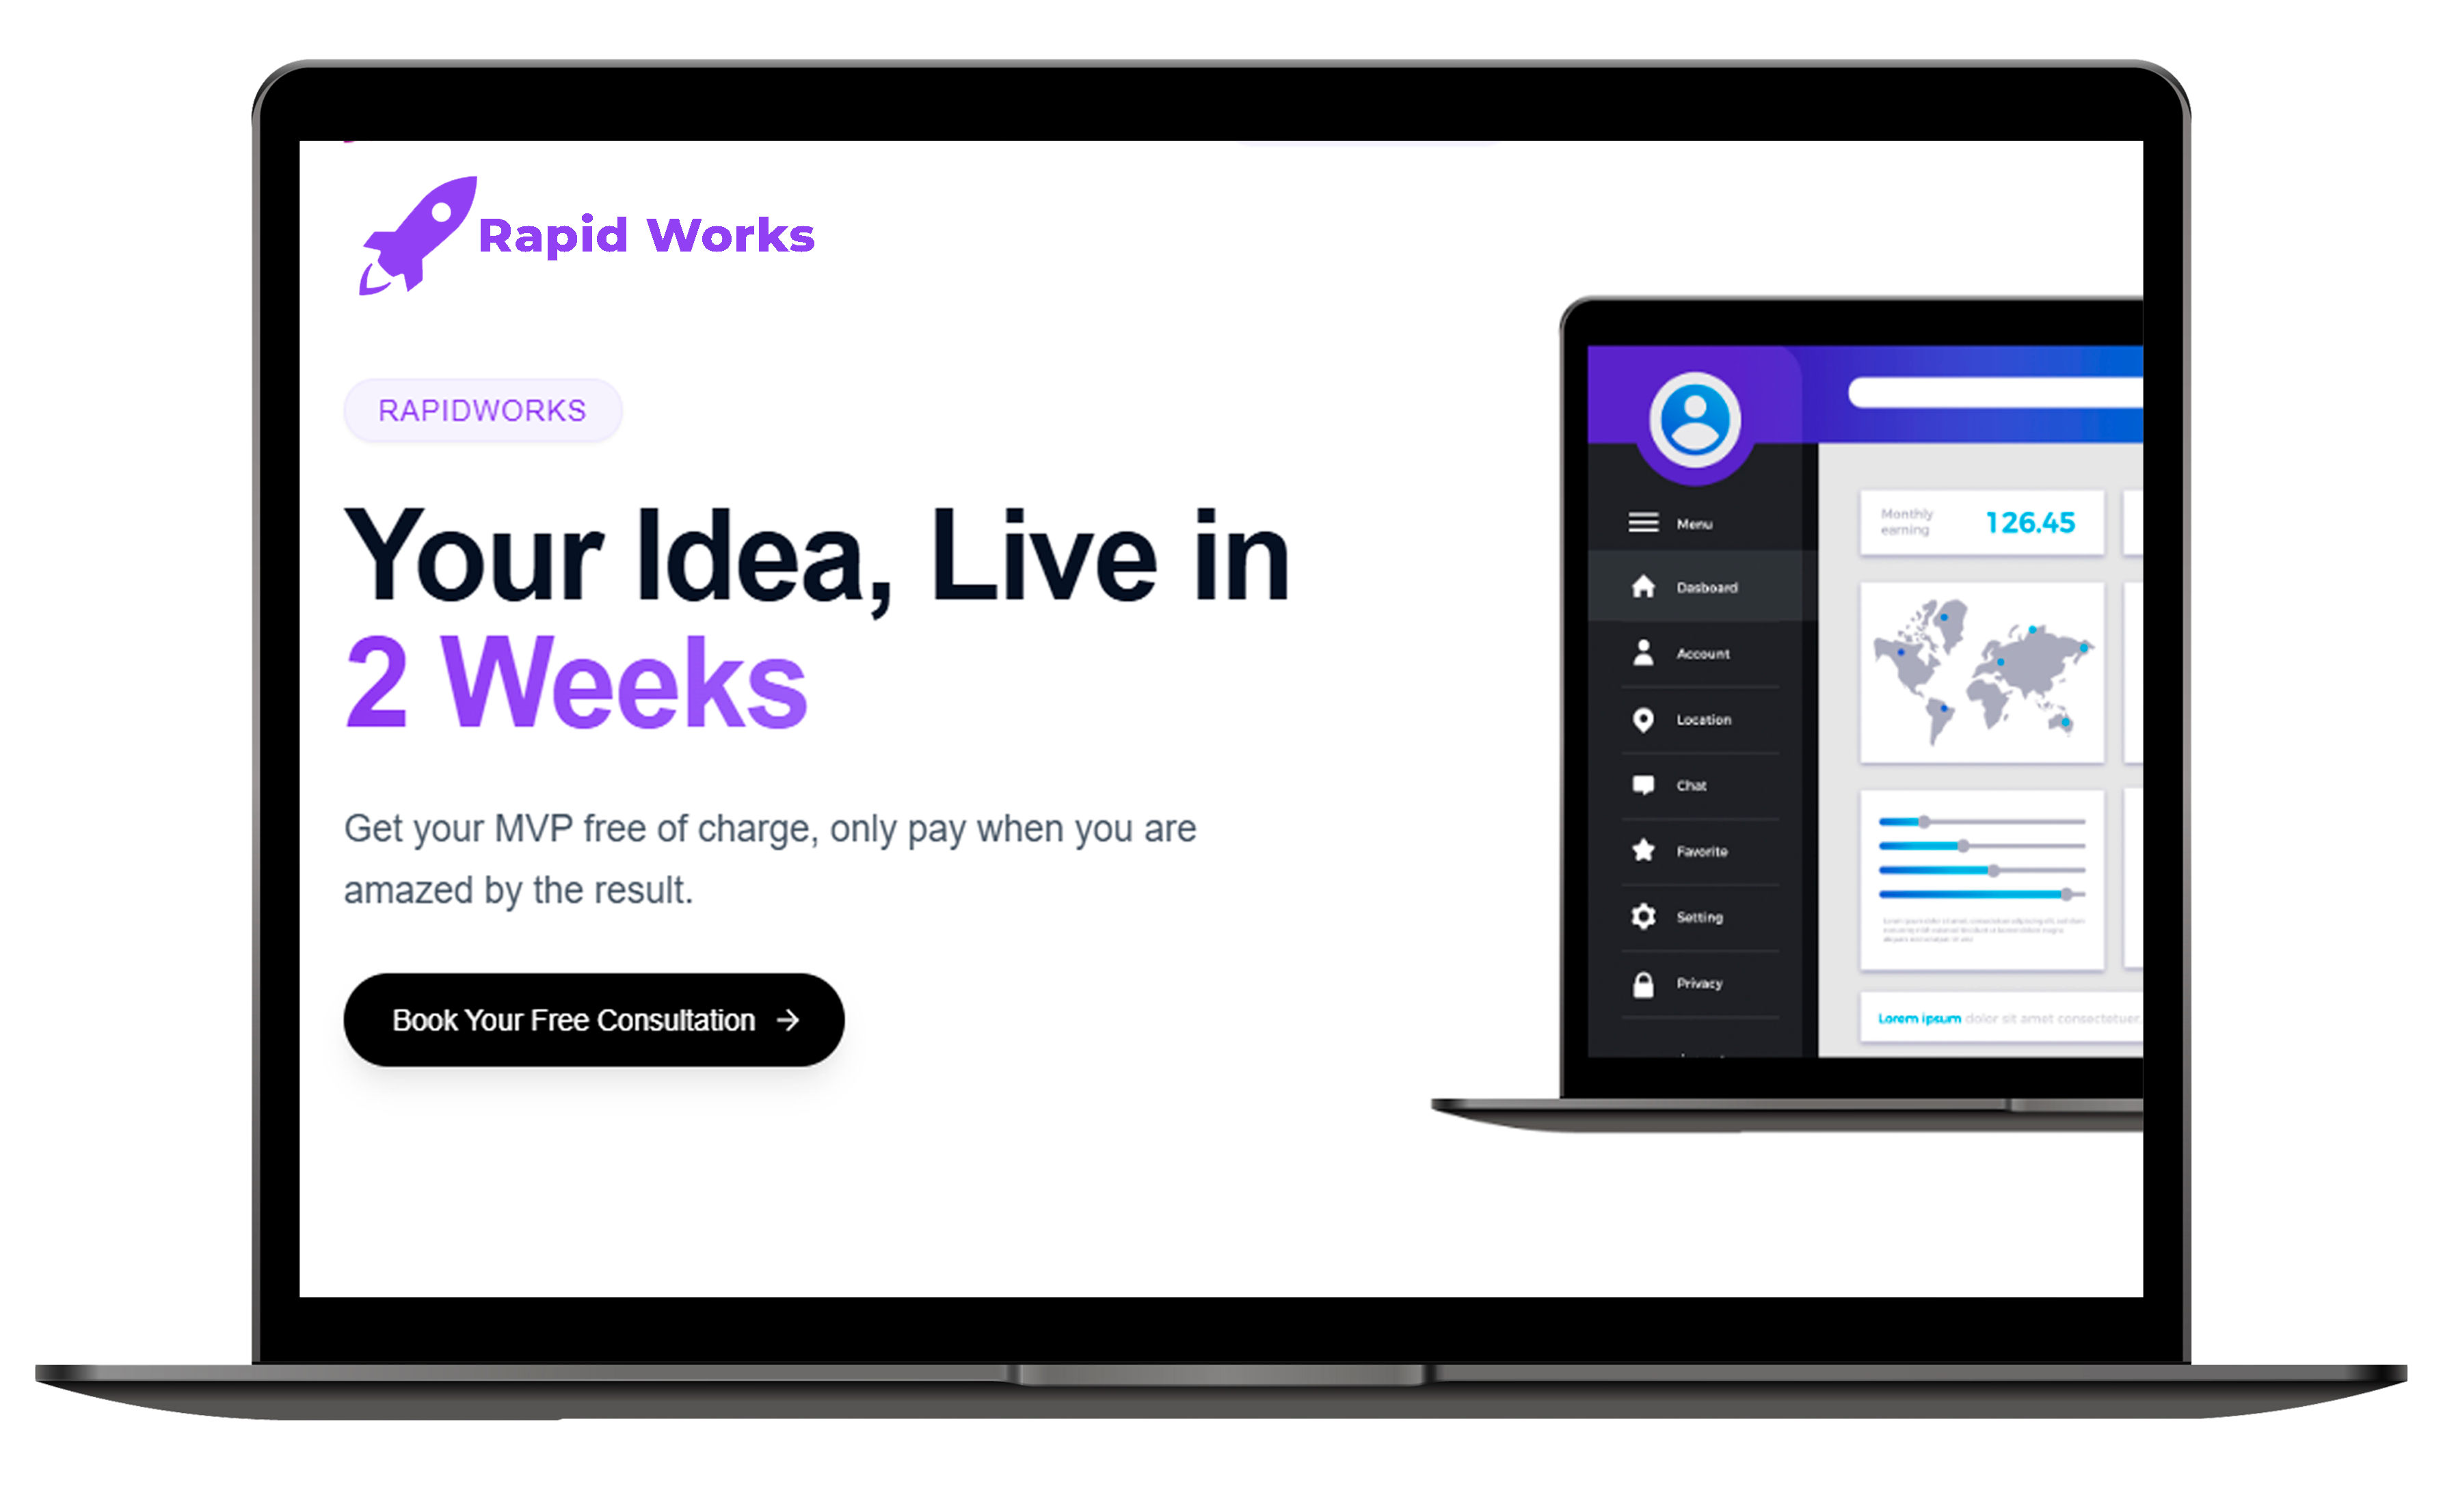 Rapid Works
RAPIDWORKS
Your Idea, Live in
2 Weeks
Get your MVP free of charge, only pay when you are
amazed by the result.
Book Your Free Consultation
Menu
Dasboard
Account
Location
Chat
Favorite
Setting
Privacy
Monthly
earning
126.45
Lorem ipsum dolor sit amet consectetuer